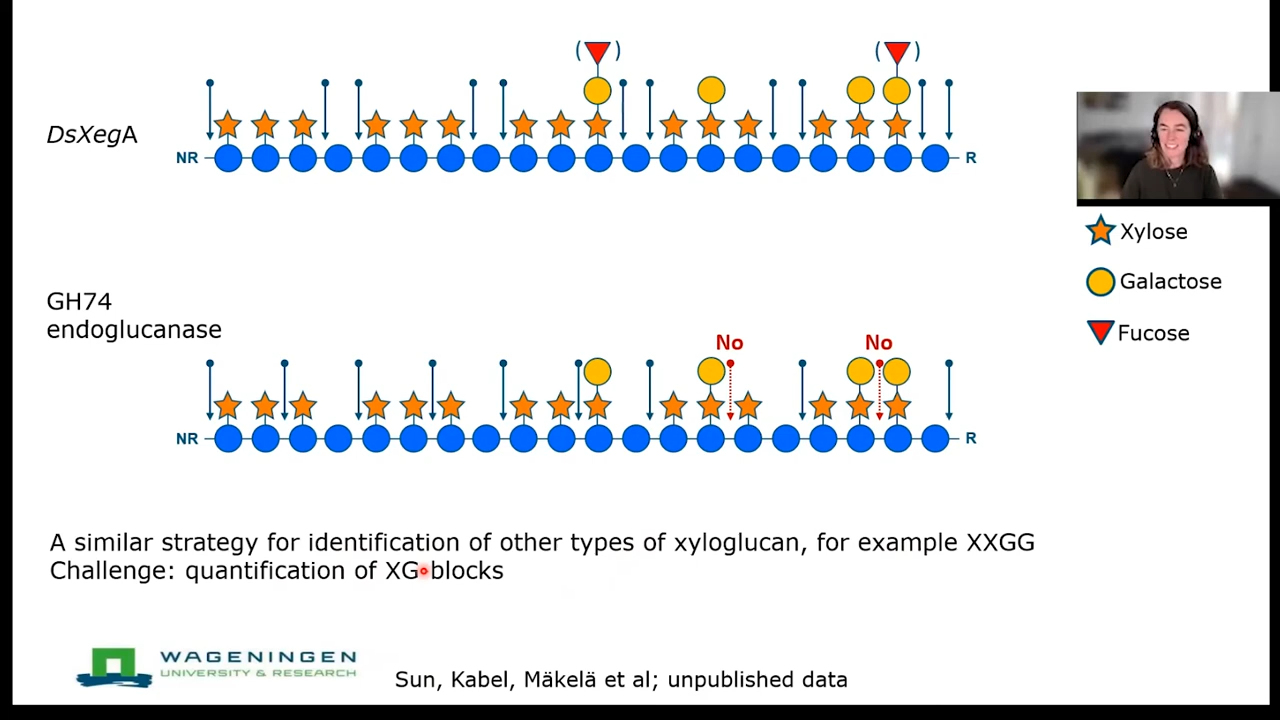 ( ) ( )
DsXegA
NR R
Xylose
Galactose
Fucose
GH74
endoglucanase
No No
NR R
A similar strategy for identification of other types of xyloglucan, for example XXGG
Challenge: quantification of XG blocks
WAGENINGEN
UNIVERSITY & RESEARCH
Sun, Kabel, Mäkelä et al; unpublished data